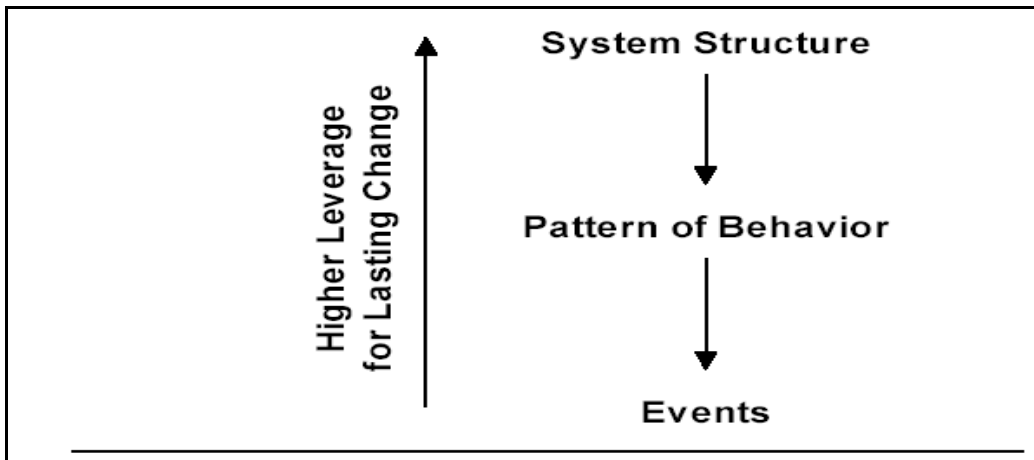 System Structure
Higher Leverage
for Lasting Change
Pattern of Behavior
Events